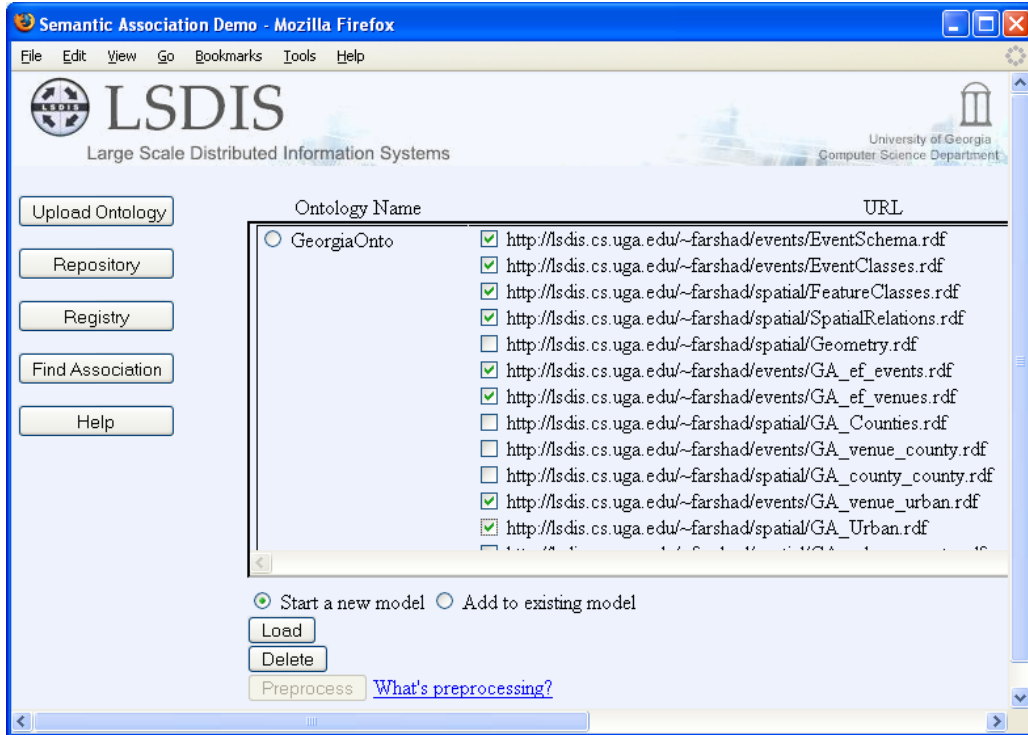 Semantic Association Demo - Mozilla Firefox
File Edit View Go Bookmarks Tools Help
LSDIS
LSDIS
Large Scale Distributed Information Systems
University of Georgia
Computer Science Department
Upload Ontology
Repository
Registry
Find Association
Help
Ontology Name URL
GeorgiaOnto http://lsdis.cs.uga.edu/~farshad/events/EventSchema.rdf
http://lsdis.cs.uga.edu/~farshad/events/EventClasses.rdf
http://lsdis.cs.uga.edu/~farshad/spatial/FeatureClasses.rdf
http://lsdis.cs.uga.edu/~farshad/spatial/SpatialRelations.rdf
http://lsdis.cs.uga.edu/~farshad/spatial/Geometry.rdf
http://lsdis.cs.uga.edu/~farshad/events/GA_ef_events.rdf
http://lsdis.cs.uga.edu/~farshad/events/GA_ef_venues.rdf
http://lsdis.cs.uga.edu/~farshad/spatial/GA_Counties.rdf
http://lsdis.cs.uga.edu/~farshad/events/GA_venue_county.rdf
http://lsdis.cs.uga.edu/~farshad/spatial/GA_county_county.rdf
http://lsdis.cs.uga.edu/~farshad/events/GA_venue_urban.rdf
http://lsdis.cs.uga.edu/~farshad/spatial/GA_Urban.rdf
Start a new model Add to existing model
Load
Delete
Preprocess What's preprocessing?